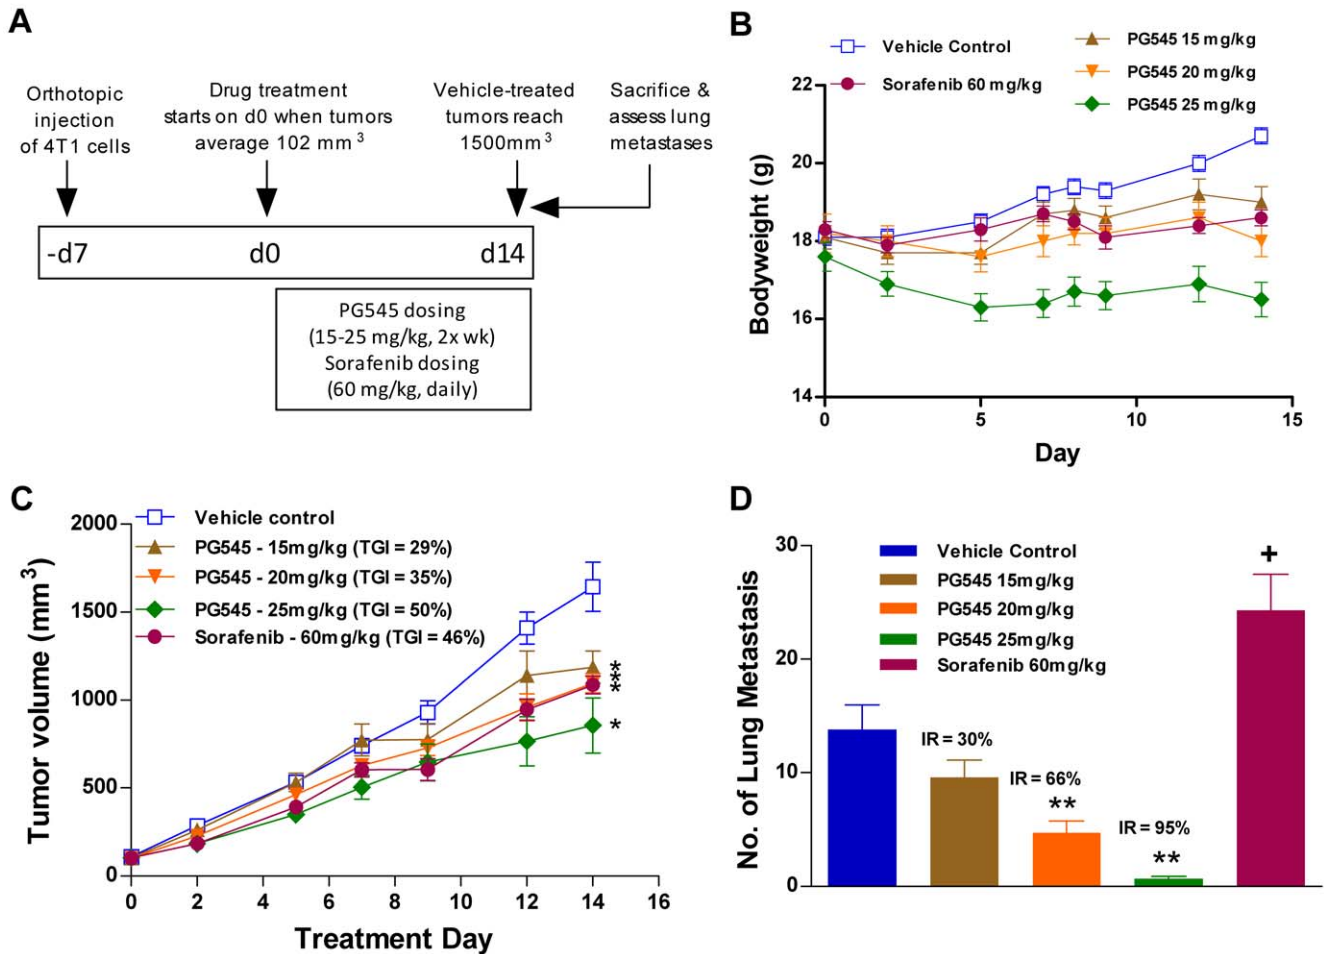 A
Orthotopic
injection
of 4T1 cells
Drug treatment
starts on d0 when tumors
average 102 mm³
Vehicle-treated
tumors reach
1500mm³
Sacrifice &
assess lung
metastases
-d7 d0 d14
PG545 dosing
(15-25 mg/kg, 2x wk)
Sorafenib dosing
(60 mg/kg, daily)
B
Vehicle Control
Sorafenib 60 mg/kg
PG545 15 mg/kg
PG545 20 mg/kg
PG545 25 mg/kg
Bodyweight (g)
22
20
18
16
14
0 5 10 15
Day
C
Vehicle control
PG545 - 15mg/kg (TGI = 29%)
PG545 - 20mg/kg (TGI = 35%)
PG545 - 25mg/kg (TGI = 50%)
Sorafenib - 60mg/kg (TGI = 46%)
Tumor volume (mm³)
2000
1500
1000
500
0
*
*
*
*
0 2 4 6 8 10 12 14 16
Treatment Day
D
Vehicle Control
PG545 15mg/kg
PG545 20mg/kg
PG545 25mg/kg
Sorafenib 60mg/kg
No. of Lung Metastasis
30
20
10
0
+
IR = 30%
IR = 66%
**
IR = 95%
**